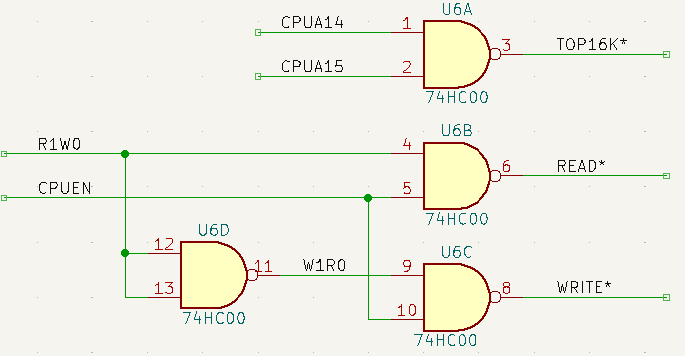 U6A
CPUA14 1
3 TOP16K*
CPUA15 2
74HC00
U6B
R1W0 4
6 READ*
CPUEN 5
74HC00
U6D
U6C
12
11 W1R0 9
13
8 WRITE*
10
74HC00
74HC00